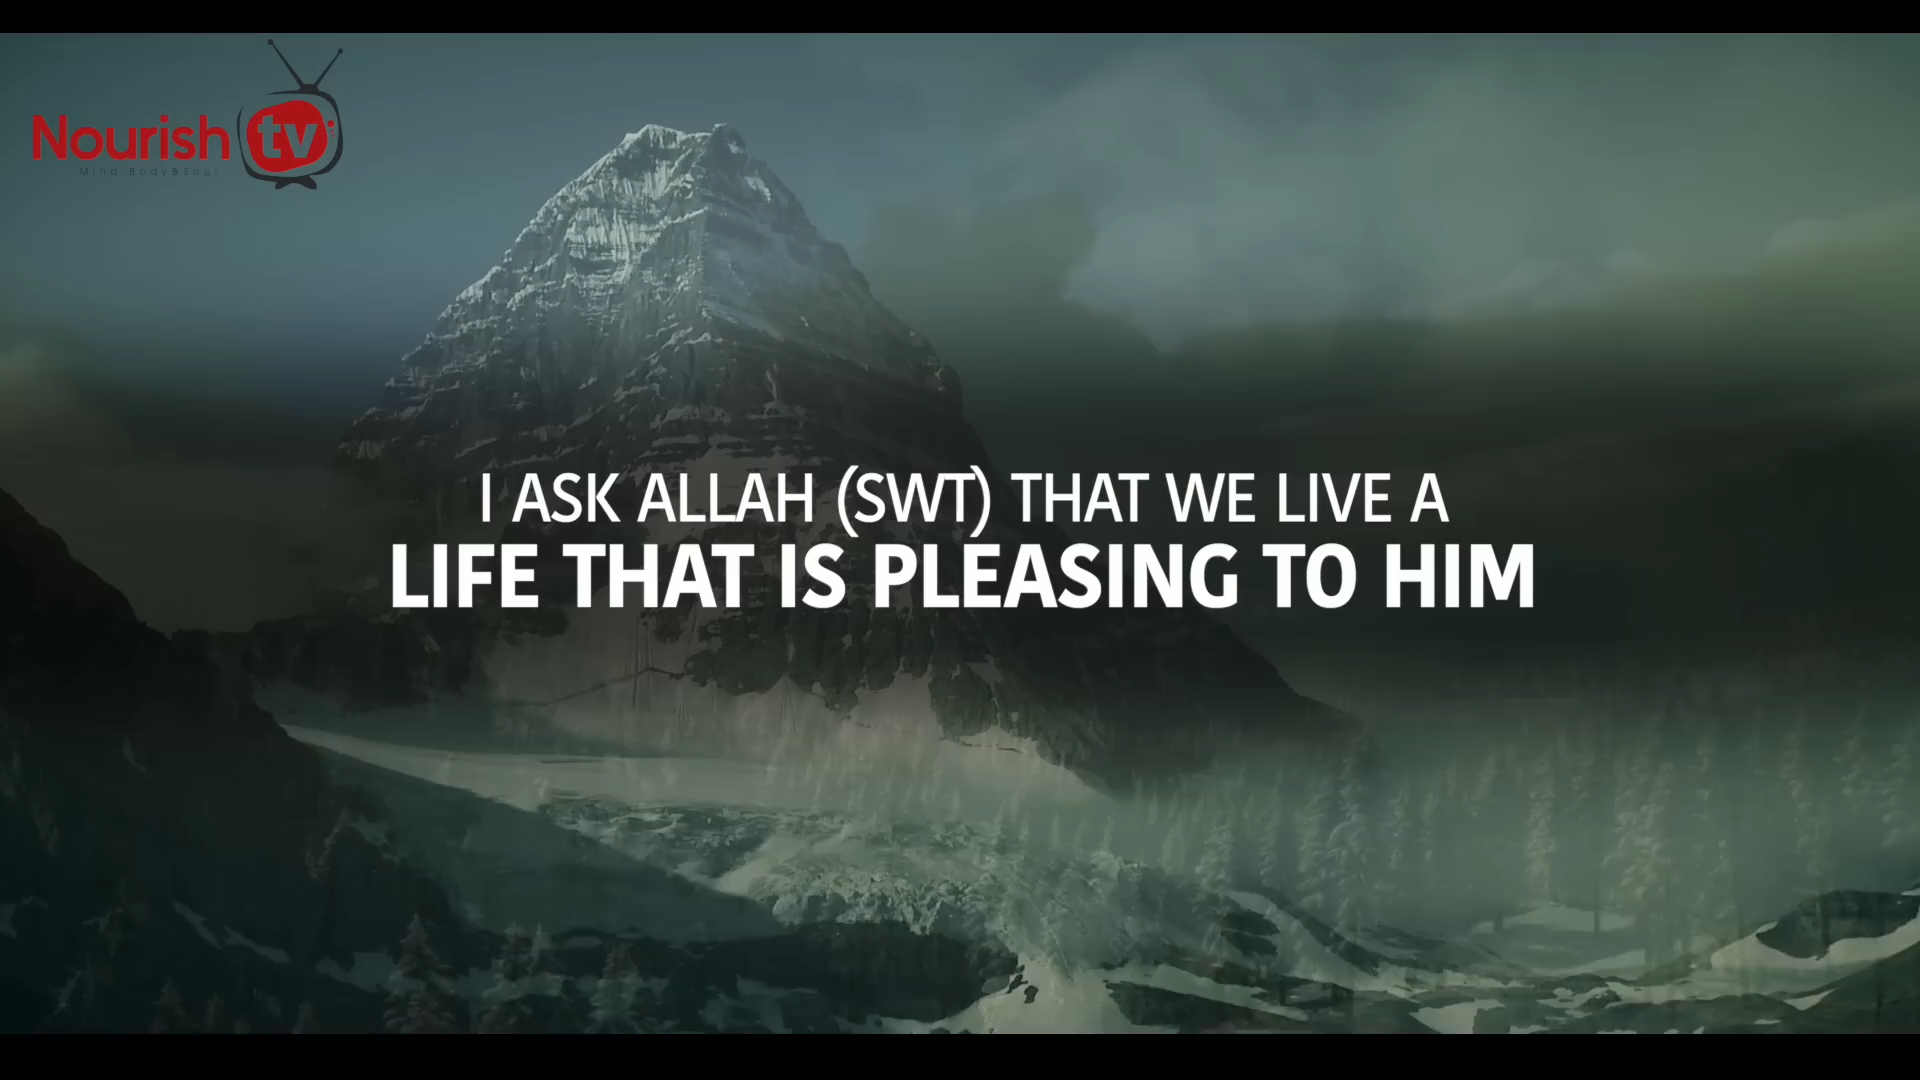 Nourish tv
Mind Body&Soul
I ASK ALLAH (SWT) THAT WE LIVE A
LIFE THAT IS PLEASING TO HIM